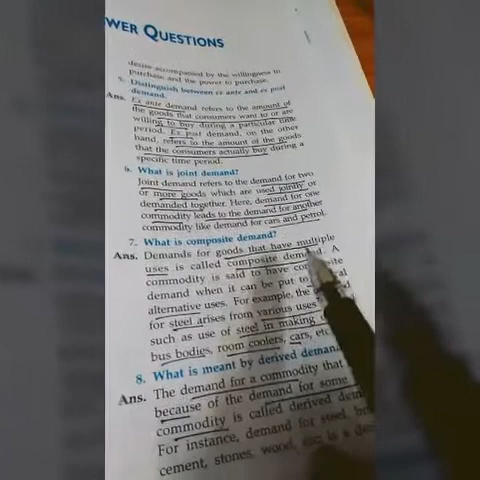 WER QUESTIONS
desire accompanied by the willingness to
purchase and the power to purchase.
5. Distinguish between ex ante and ex post
demand.
Ans. Ex ante demand refers to the amount of
the goods that consumers want to or are
willing to buy during a particular time
period. Ex post demand, on the other
hand, refers to the amount of the goods
that the consumers actually buy during a
specific time period.
6. What is joint demand?
Joint demand refers to the demand for two
or more goods which are used jointly or
demanded together. Here, demand for one
commodity leads to the demand for another
commodity like demand for cars and petrol.
7. What is composite demand?
Ans. Demands for goods that have multiple
uses is called composite demand. A
commodity is said to have
demand when it can be put to
alternative uses. For example, the
for steel arises from various uses
such as use of steel in making
bus bodies, room coolers, cars, etc
8. What is meant by derived deman
Ans. The demand for a commodity that
because of the demand for some
commodity is called derived dem
For instance, demand for steel, br
cement, stones, wood, etc is a de